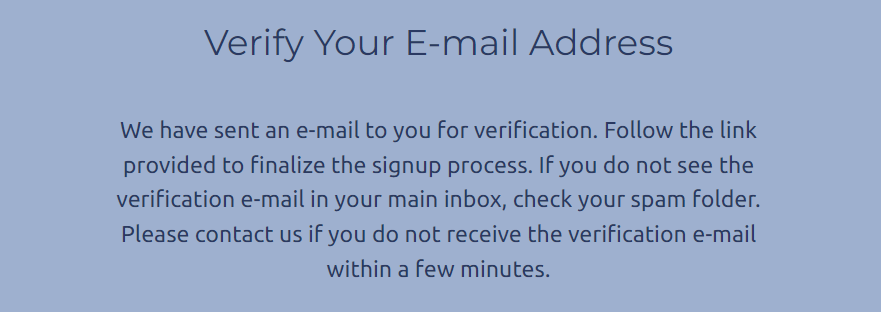 Verify Your E-mail Address
We have sent an e-mail to you for verification. Follow the link
provided to finalize the signup process. If you do not see the
verification e-mail in your main inbox, check your spam folder.
Please contact us if you do not receive the verification e-mail
within a few minutes.